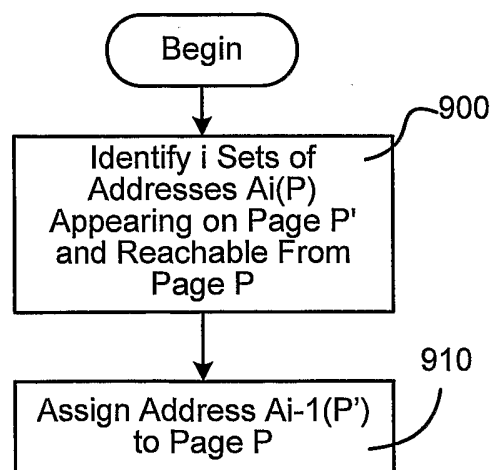 Begin
900
Identify i Sets of
Addresses Ai(P)
Appearing on Page P'
and Reachable From
Page P
910
Assign Address Ai-1(P’)
to Page P